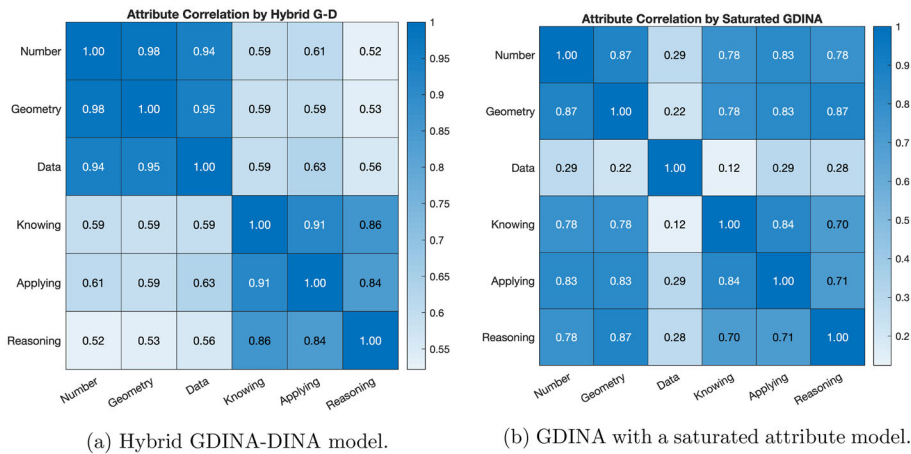 Attribute Correlation by Hybrid G-D
Number 1.00 0.98 0.94 0.59 0.61 0.52
Geometry 0.98 1.00 0.95 0.59 0.59 0.53
Data 0.94 0.95 1.00 0.59 0.63 0.56
Knowing 0.59 0.59 0.59 1.00 0.91 0.86
Applying 0.61 0.59 0.63 0.91 1.00 0.84
Reasoning 0.52 0.53 0.56 0.86 0.84 1.00
Number Geometry Data Knowing Applying Reasoning
1
0.95
0.9
0.85
0.8
0.75
0.7
0.65
0.6
0.55
(a) Hybrid GDINA-DINA model.
Attribute Correlation by Saturated GDINA
Number 1.00 0.87 0.29 0.78 0.83 0.78
Geometry 0.87 1.00 0.22 0.78 0.83 0.87
Data 0.29 0.22 1.00 0.12 0.29 0.28
Knowing 0.78 0.78 0.12 1.00 0.84 0.70
Applying 0.83 0.83 0.29 0.84 1.00 0.71
Reasoning 0.78 0.87 0.28 0.70 0.71 1.00
Number Geometry Data Knowing Applying Reasoning
1
0.9
0.8
0.7
0.6
0.5
0.4
0.3
0.2
(b) GDINA with a saturated attribute model.